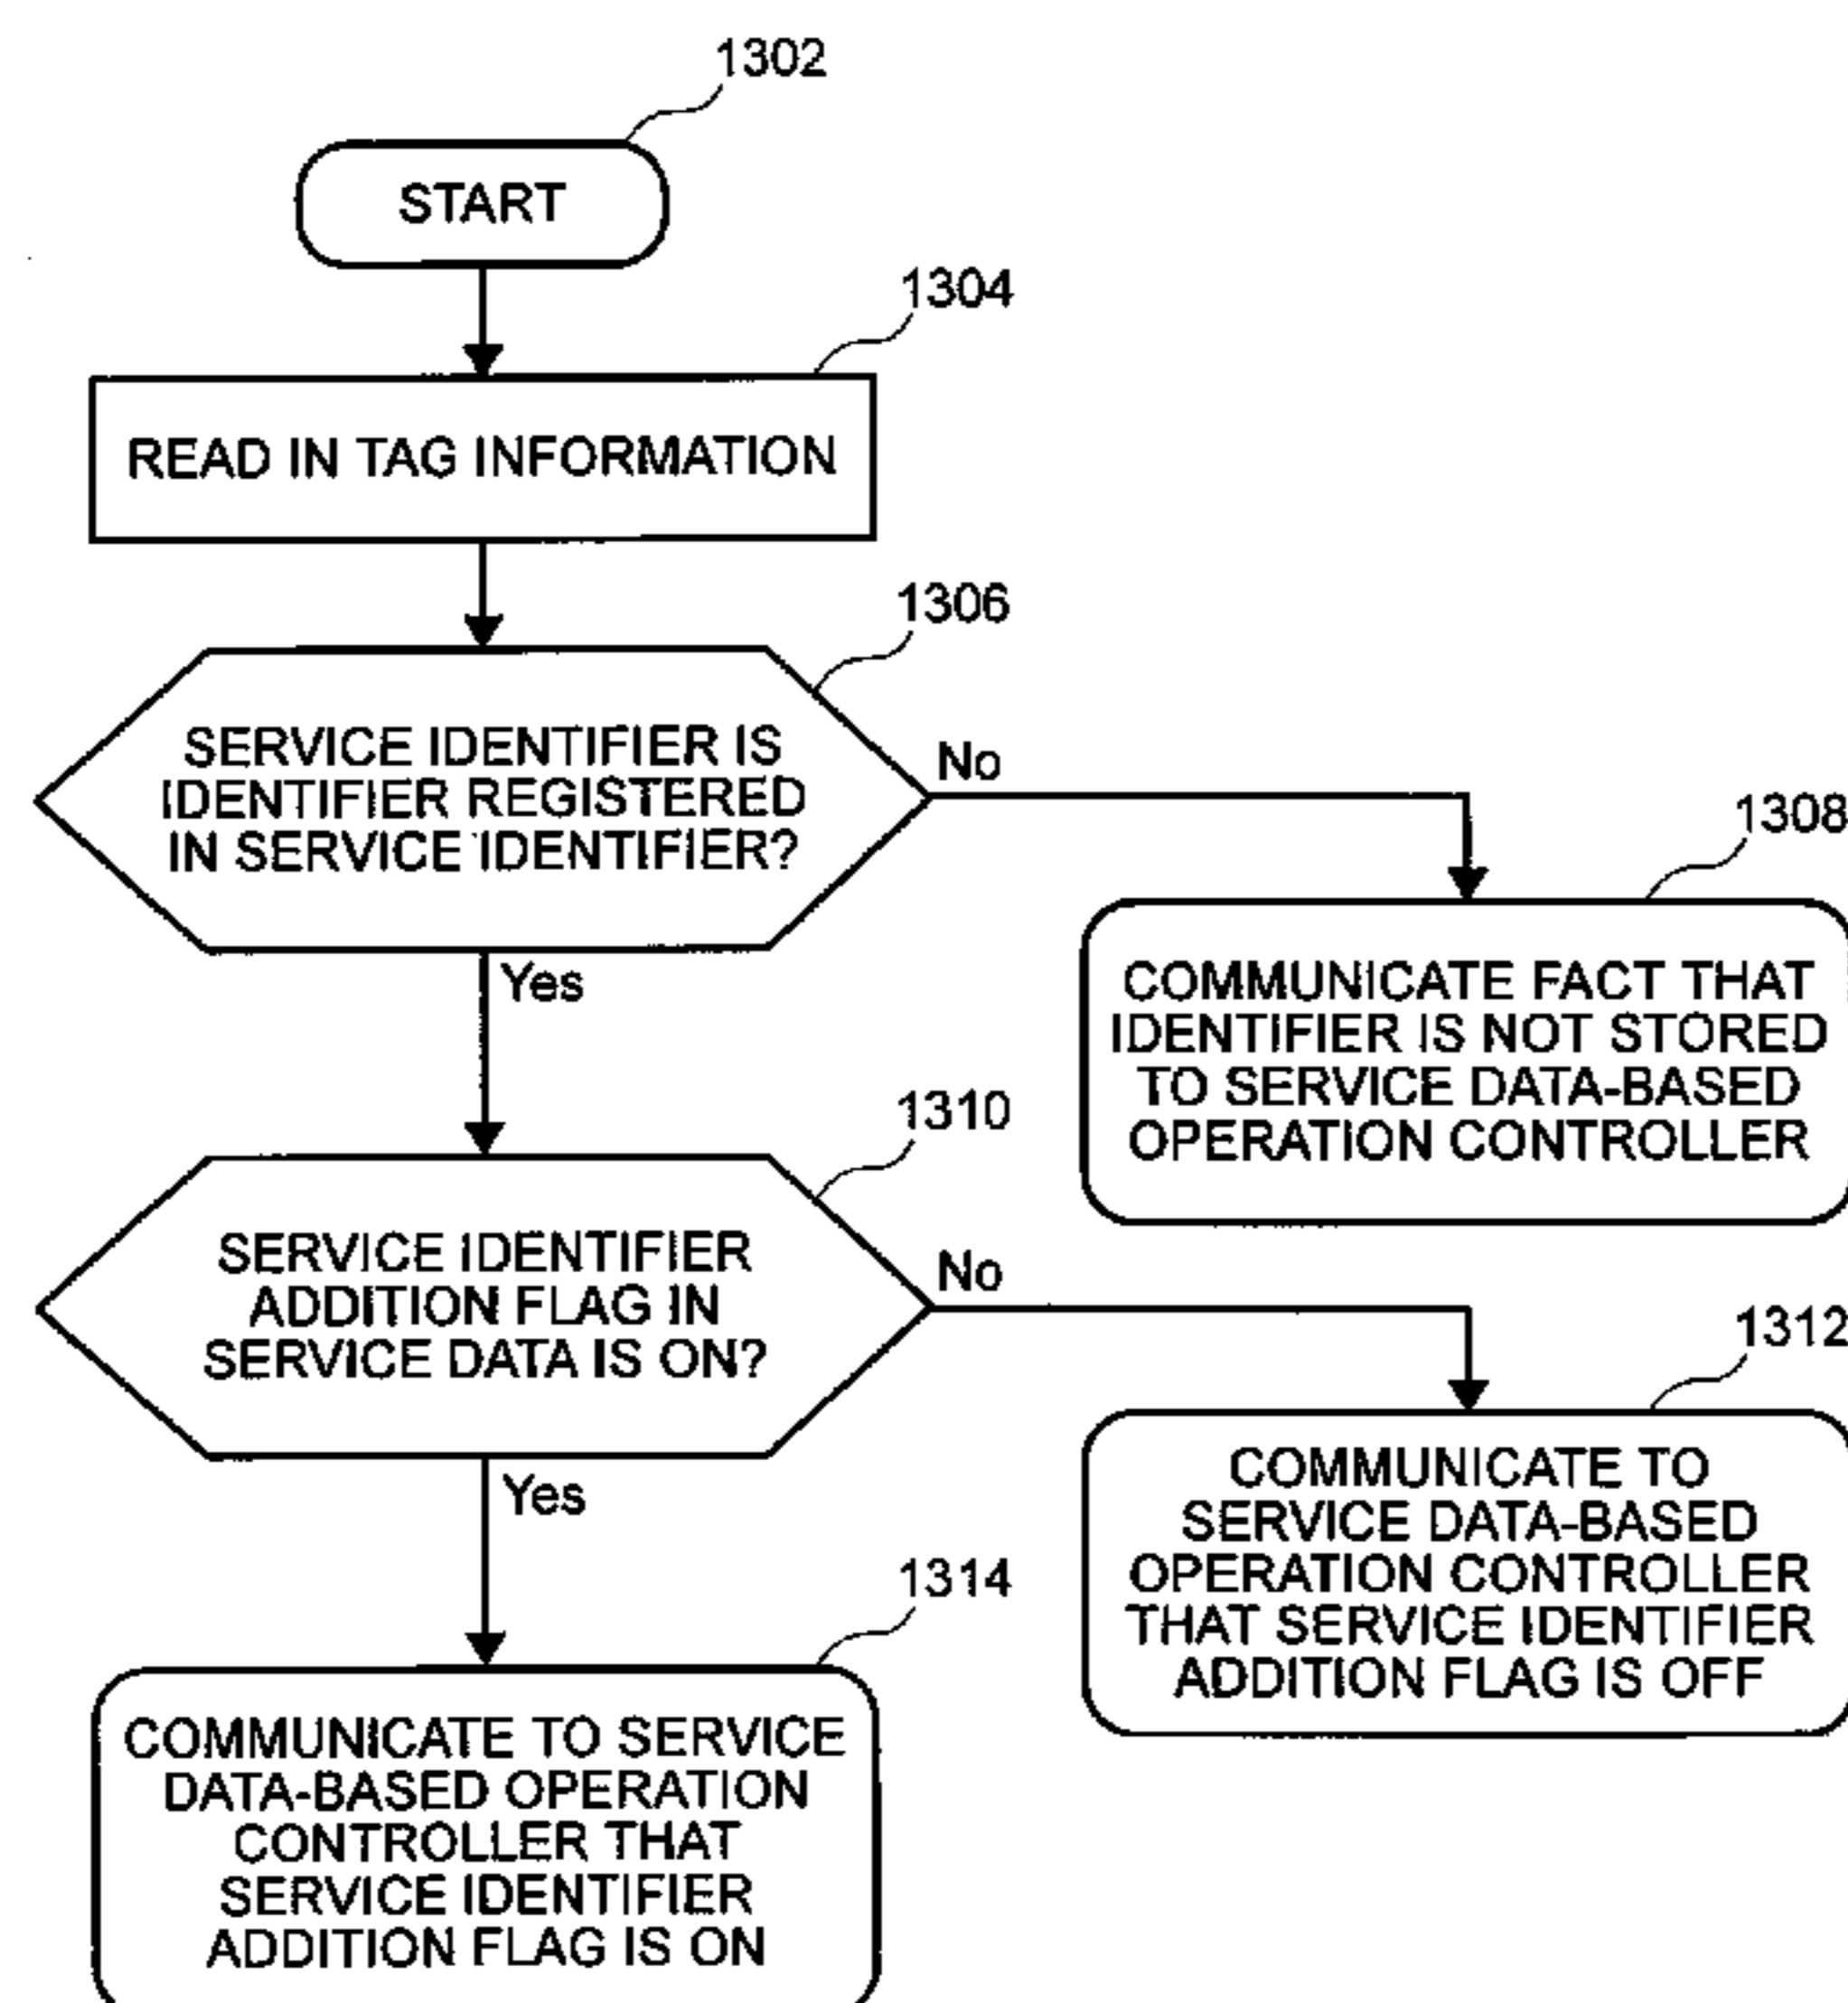 1302
START
1304
READ IN TAG INFORMATION
1306
SERVICE IDENTIFIER IS
IDENTIFIER REGISTERED
IN SERVICE IDENTIFIER?
No
1308
COMMUNICATE FACT THAT
IDENTIFIER IS NOT STORED
TO SERVICE DATA-BASED
OPERATION CONTROLLER
Yes
1310
SERVICE IDENTIFIER
ADDITION FLAG IN
SERVICE DATA IS ON?
No
1312
COMMUNICATE TO
SERVICE DATA-BASED
OPERATION CONTROLLER
THAT SERVICE IDENTIFIER
ADDITION FLAG IS OFF
Yes
1314
COMMUNICATE TO SERVICE
DATA-BASED OPERATION
CONTROLLER THAT
SERVICE IDENTIFIER
ADDITION FLAG IS ON